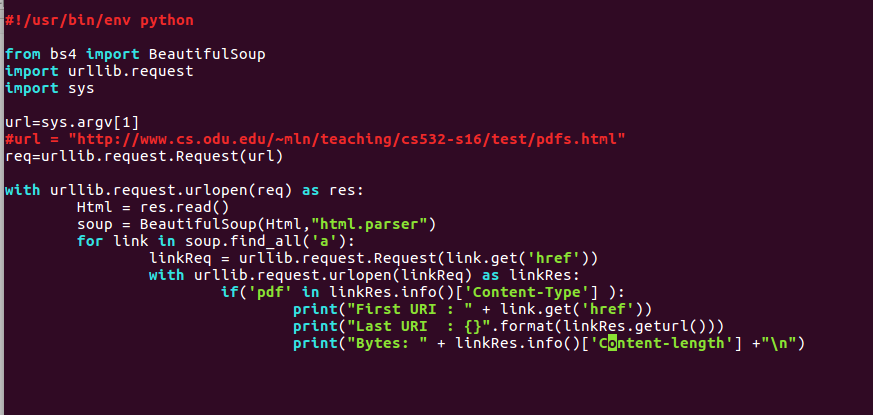 #!/usr/bin/env python
from bs4 import BeautifulSoup
import urllib.request
import sys
url=sys.argv[1]
#url = "http://www.cs.odu.edu/~mln/teaching/cs532-s16/test/pdfs.html"
req=urllib.request.Request(url)
with urllib.request.urlopen(req) as res:
        Html = res.read()
        soup = BeautifulSoup(Html,"html.parser")
        for link in soup.find_all('a'):
                linkReq = urllib.request.Request(link.get('href'))
                with urllib.request.urlopen(linkReq) as linkRes:
                        if('pdf' in linkRes.info()['Content-Type'] ):
                                print("First URI : " + link.get('href'))
                                print("Last URI  : {}".format(linkRes.geturl()))
                                print("Bytes: " + linkRes.info()['Content-length'] +"\n")